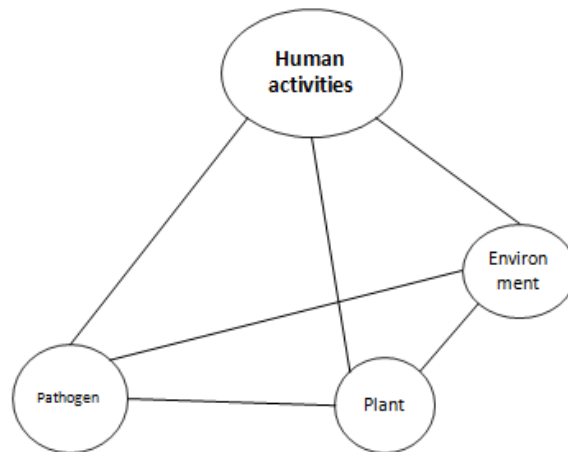 Human
activities
Environ
ment
Pathogen
Plant